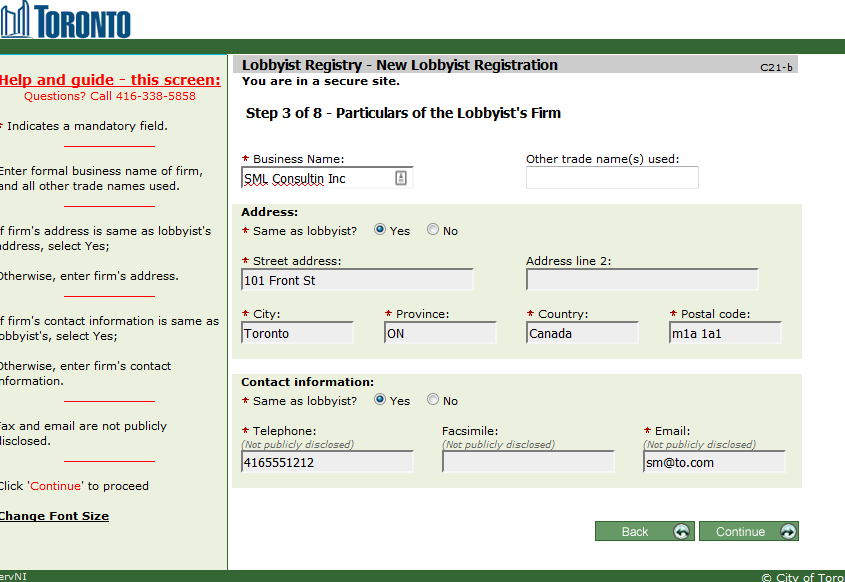 TORONTO
Help and guide - this screen:
Questions? Call 416-338-5858
* Indicates a mandatory field.
Enter formal business name of firm,
and all other trade names used.
f firm's address is same as lobbyist's
address, select Yes;
Otherwise, enter firm's address.
f firm's contact information is same as
obbyist's, select Yes;
Otherwise, enter firm's contact
nformation.
Fax and email are not publicly
disclosed.
Click 'Continue' to proceed
Change Font Size
Lobbyist Registry - New Lobbyist Registration
C21-b
You are in a secure site.
Step 3 of 8 - Particulars of the Lobbyist's Firm
* Business Name: Other trade name(s) used:
SML Consultin Inc
Address:
* Same as lobbyist? Yes No
* Street address: Address line 2:
101 Front St
* City: * Province: * Country: * Postal code:
Toronto ON Canada m1a 1a1
Contact information:
* Same as lobbyist? Yes No
* Telephone: Facsimile: * Email:
(Not publicly disclosed) (Not publicly disclosed) (Not publicly disclosed)
4165551212 sm@to.com
Back Continue
ervNI © City of Toro